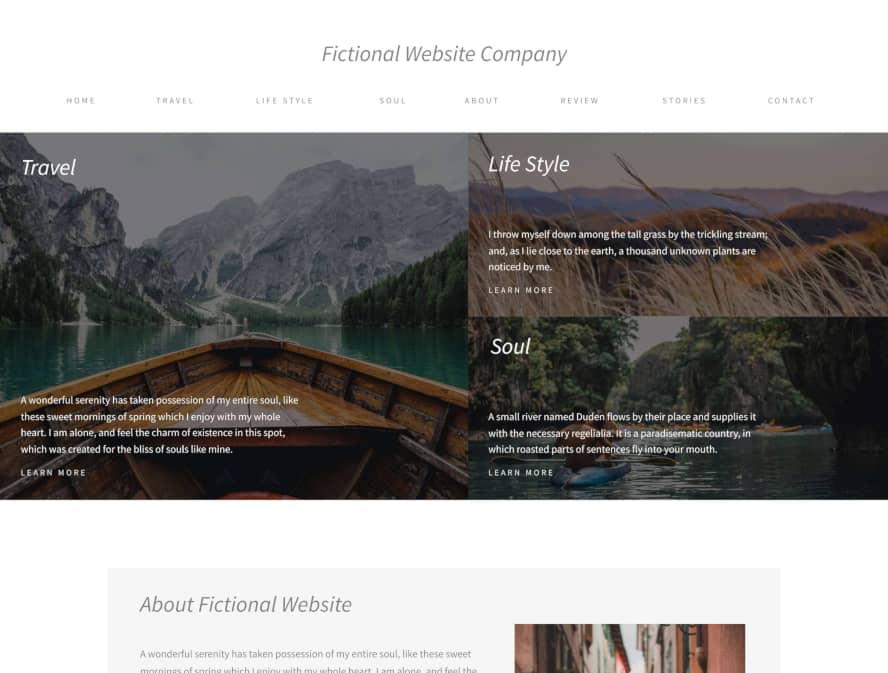 Fictional Website Company
HOME TRAVEL LIFE STYLE SOUL ABOUT REVIEW STORIES CONTACT
Travel
A wonderful serenity has taken possession of my entire soul, like
these sweet mornings of spring which I enjoy with my whole
heart. I am alone, and feel the charm of existence in this spot,
which was created for the bliss of souls like mine.
LEARN MORE
Life Style
I throw myself down among the tall grass by the trickling stream;
and, as I lie close to the earth, a thousand unknown plants are
noticed by me.
LEARN MORE
Soul
A small river named Duden flows by their place and supplies it
with the necessary regelialia. It is a paradisematic country, in
which roasted parts of sentences fly into your mouth.
LEARN MORE
About Fictional Website
A wonderful serenity has taken possession of my entire soul, like these sweet
mornings of spring which I enjoy with my whole heart. I am alone, and feel the